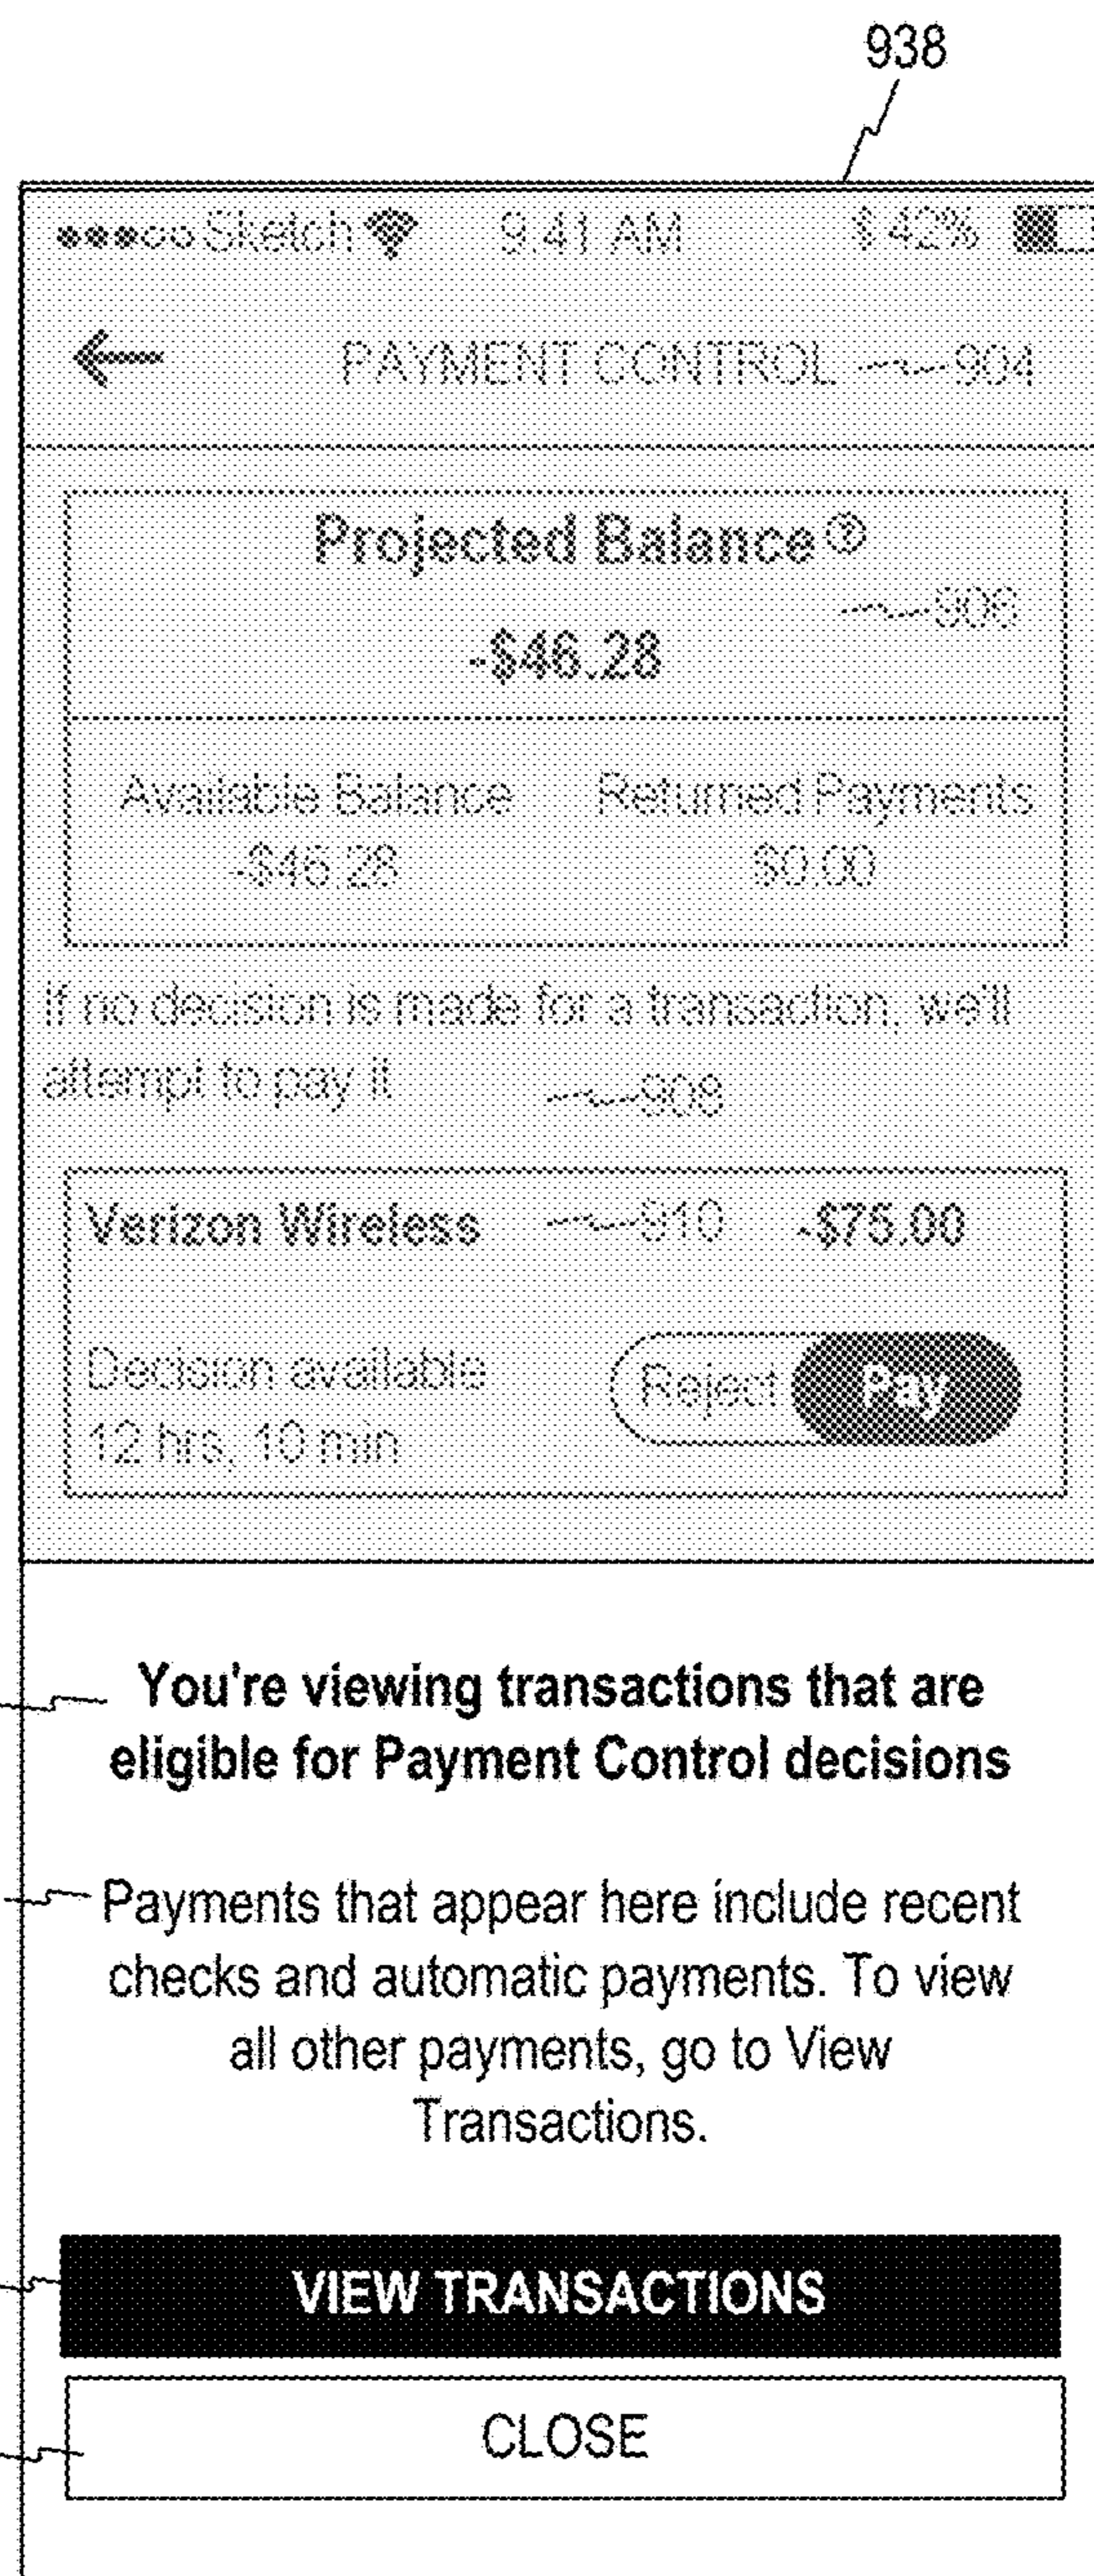 938
Sketch 9:41 AM 42%
PAYMENT CONTROL 904
Projected Balance ?
906
-$46.28
Available Balance Returned Payments
-$46.28 $0.00
If no decision is made for a transaction, we'll
attempt to pay it 908
Verizon Wireless 910 -$75.00
Decision available Reject Pay
12 hrs, 10 min
You're viewing transactions that are
eligible for Payment Control decisions
Payments that appear here include recent
checks and automatic payments. To view
all other payments, go to View
Transactions.
VIEW TRANSACTIONS
CLOSE